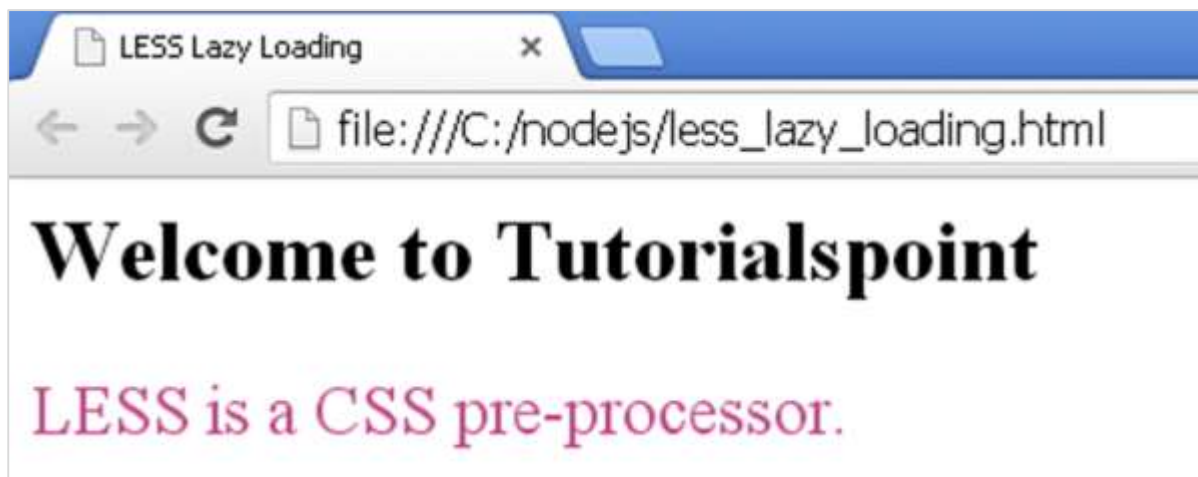 LESS Lazy Loading
file:///C:/nodejs/less_lazy_loading.html
Welcome to Tutorialspoint
LESS is a CSS pre-processor.